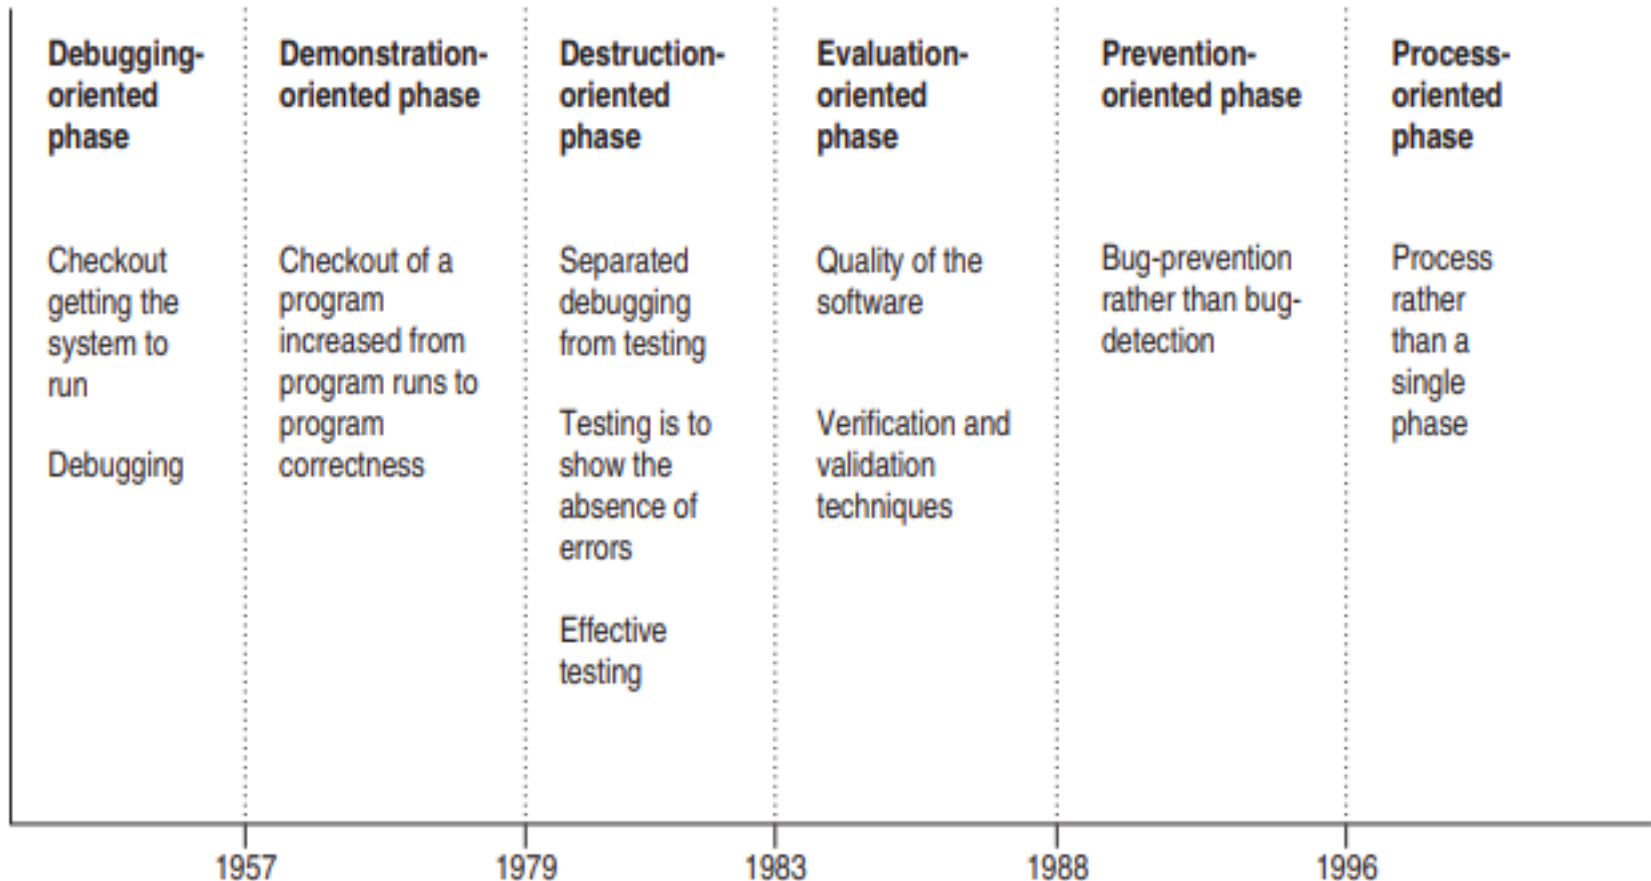 Debugging-
oriented
phase
Checkout
getting the
system to
run
Debugging
Demonstration-
oriented phase
Checkout of a
program
increased from
program runs to
program
correctness
Destruction-
oriented
phase
Separated
debugging
from testing
Testing is to
show the
absence of
errors
Effective
testing
Evaluation-
oriented
phase
Quality of the
software
Verification and
validation
techniques
Prevention-
oriented phase
Bug-prevention
rather than bug-
detection
Process-
oriented
phase
Process
rather
than a
single
phase
1957
1979
1983
1988
1996